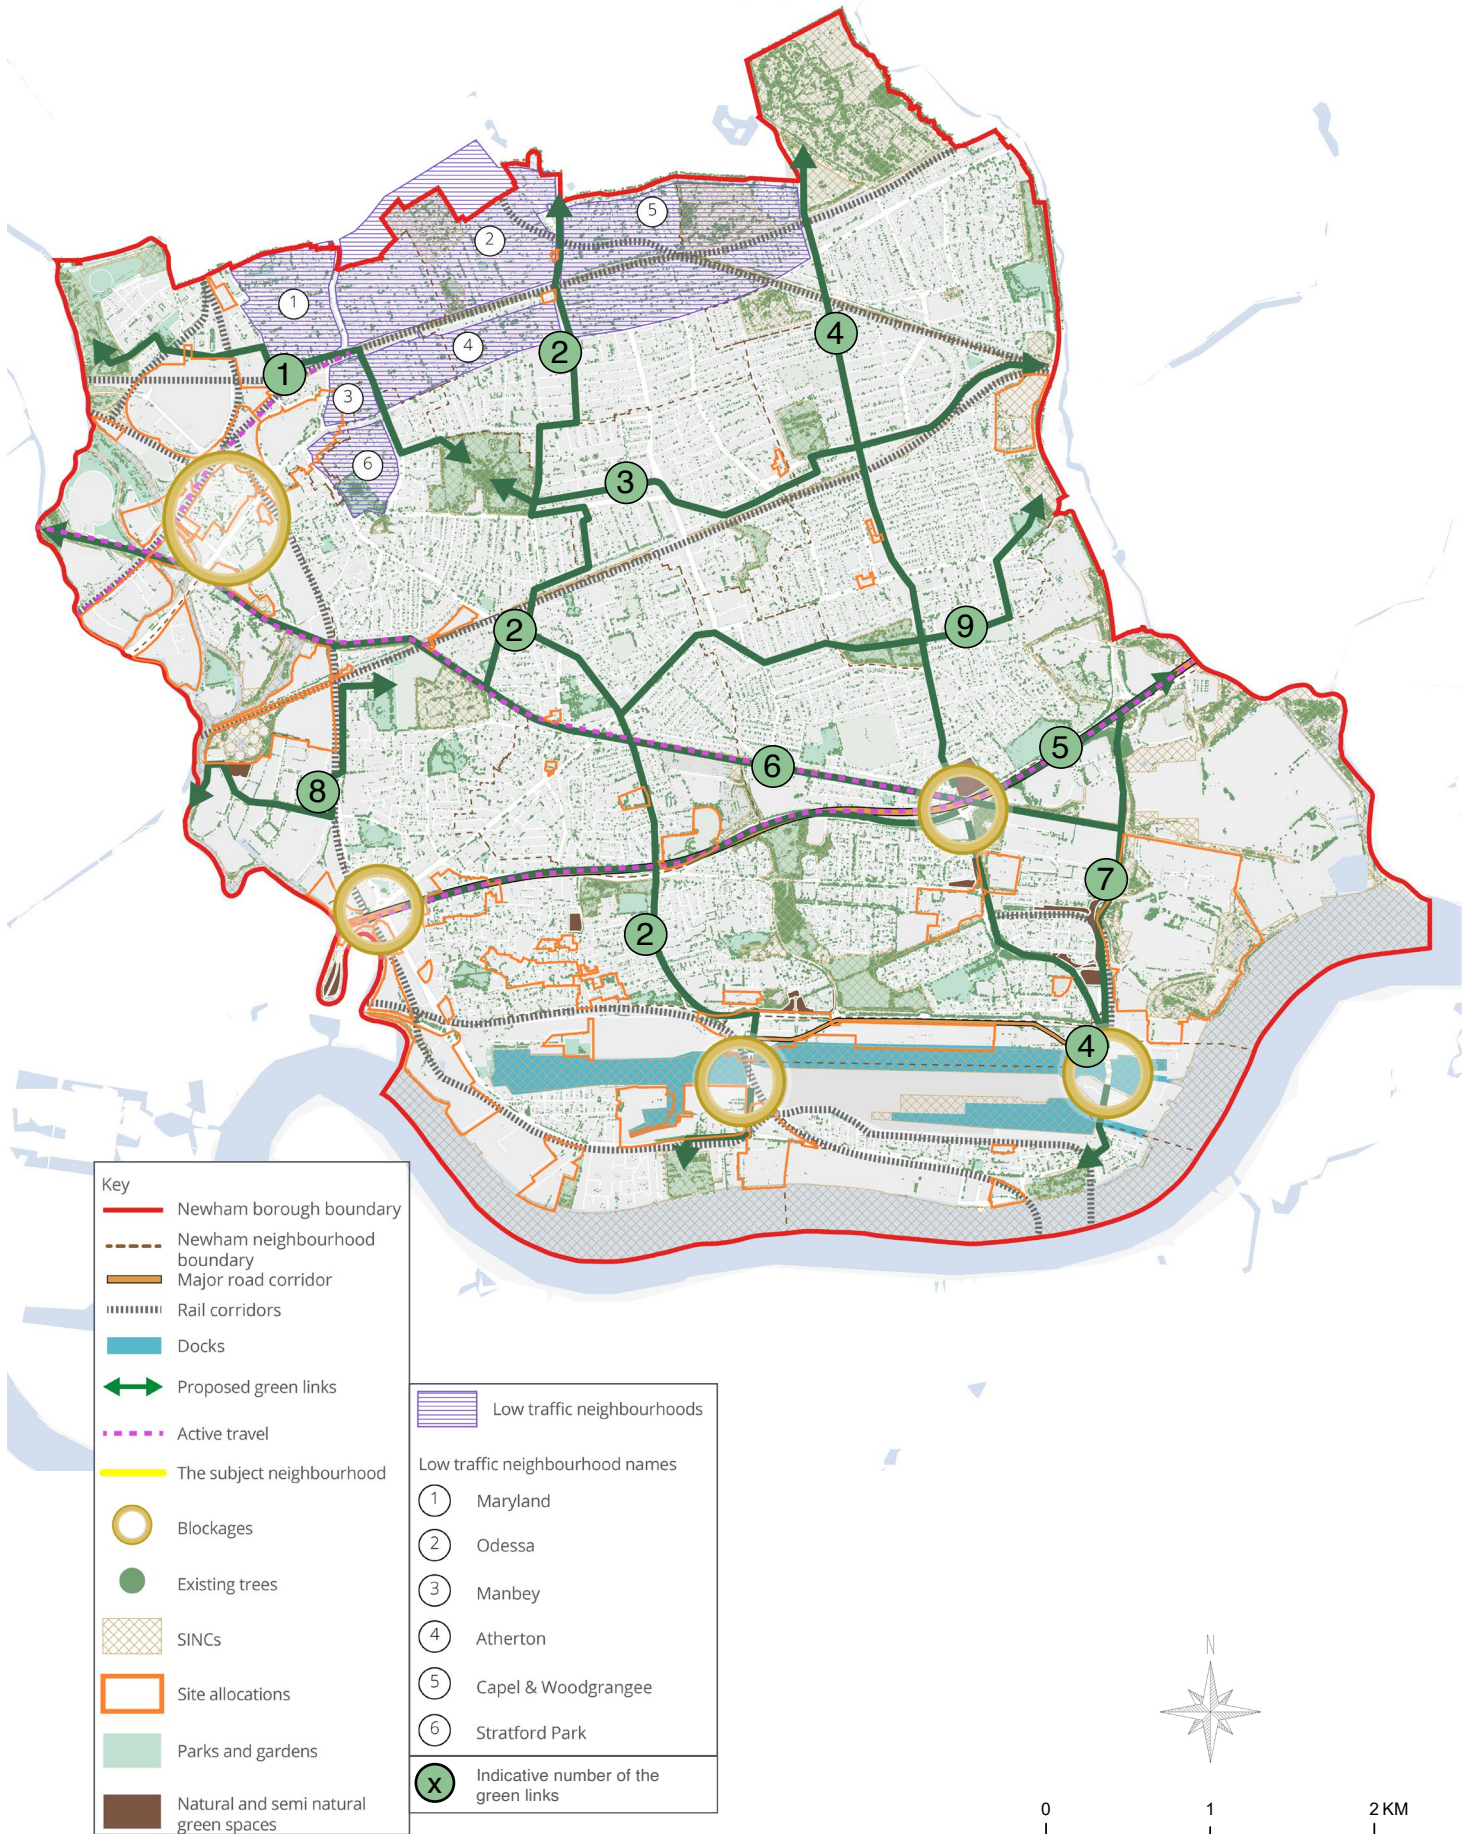 5
2
1
4
4
2
1
3
6
3
2
9
5
6
8
7
2
4
Key
Newham borough boundary
Newham neighbourhood
boundary
Major road corridor
Rail corridors
Docks
Proposed green links
Active travel
The subject neighbourhood
Blockages
Existing trees
SINCs
Site allocations
Parks and gardens
Natural and semi natural
green spaces
Low traffic neighbourhoods
Low traffic neighbourhood names
1 Maryland
2 Odessa
3 Manbey
4 Atherton
5 Capel & Woodgrangee
6 Stratford Park
X Indicative number of the
green links
N
0 1 2 KM